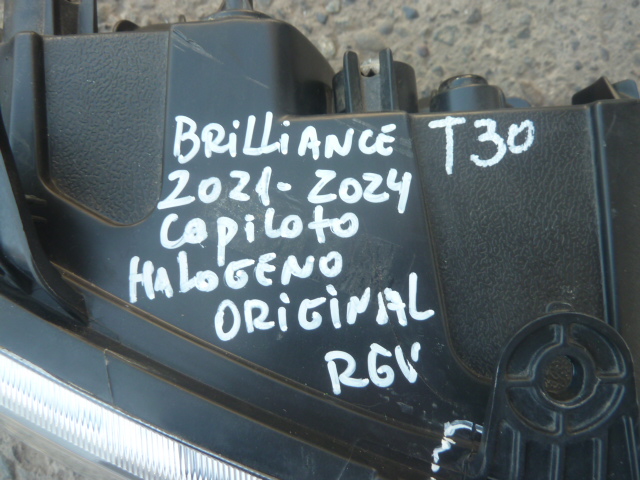 BRiLLiANCE T30
2021-2024
Copiloto
HALOGENO
ORiGiNAL
RGV